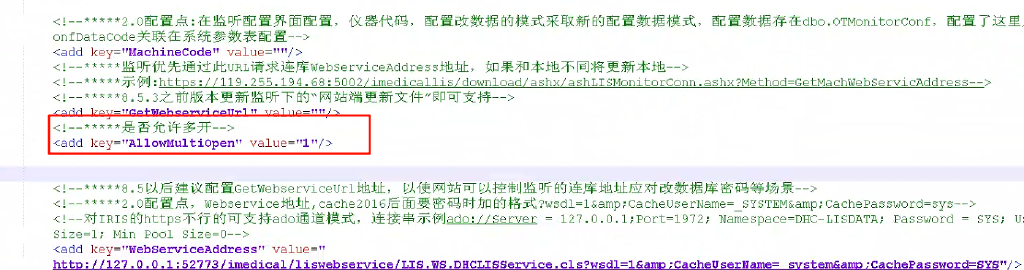 <!--*****2.0配置点:在监听配置界面配置，仪器代码，配置改数据的模式采取新的配置数据模式，配置数据存在dbo.OTMonitorConf，配置了这里
onfDataCode关联在系统参数表配置-->
<add key="MachineCode" value=""/>
<!--*****监听优先通过此URL请求连库WebServiceAddress地址，如果和本地不同将更新本地-->
<!--*****示例:https://119.255.194.68:5002/imedicallis/download/ashx/ashLISMonitorConn.ashx?Method=GetMachWebServicAddress-->
<!--*****8.5.3之前版本更新监听下的“网站端更新文件”即可支持-->
<add key="GetWebserviceUrl" value=""/>
<!--*****是否允许多开-->
<add key="AllowMultiOpen" value="1"/>
<!--*****8.5以后建议配置GetWebserviceUrl地址，以使网站可以控制监听的连库地址应对改数据库密码等场景-->
<!--*****2.0配置点，Webservice地址,cache2016后面要密码时加的格式?wsdl=1&amp;CacheUserName=_SYSTEM&amp;CachePassword=sys-->
<!--对IRIS的https不行的可支持ado通道模式，连接串示例ado://Server = 127.0.0.1;Port=1972; Namespace=DHC-LISDATA; Password = SYS; U
Size=1; Min Pool Size=0-->
<add key="WebServiceAddress" value="
http://127.0.0.1:52773/imedical/liswebservice/LIS.WS.DHCLISService.cls?wsdl=1&amp;CacheUserName=_system&amp;CachePassword=SYS"/>